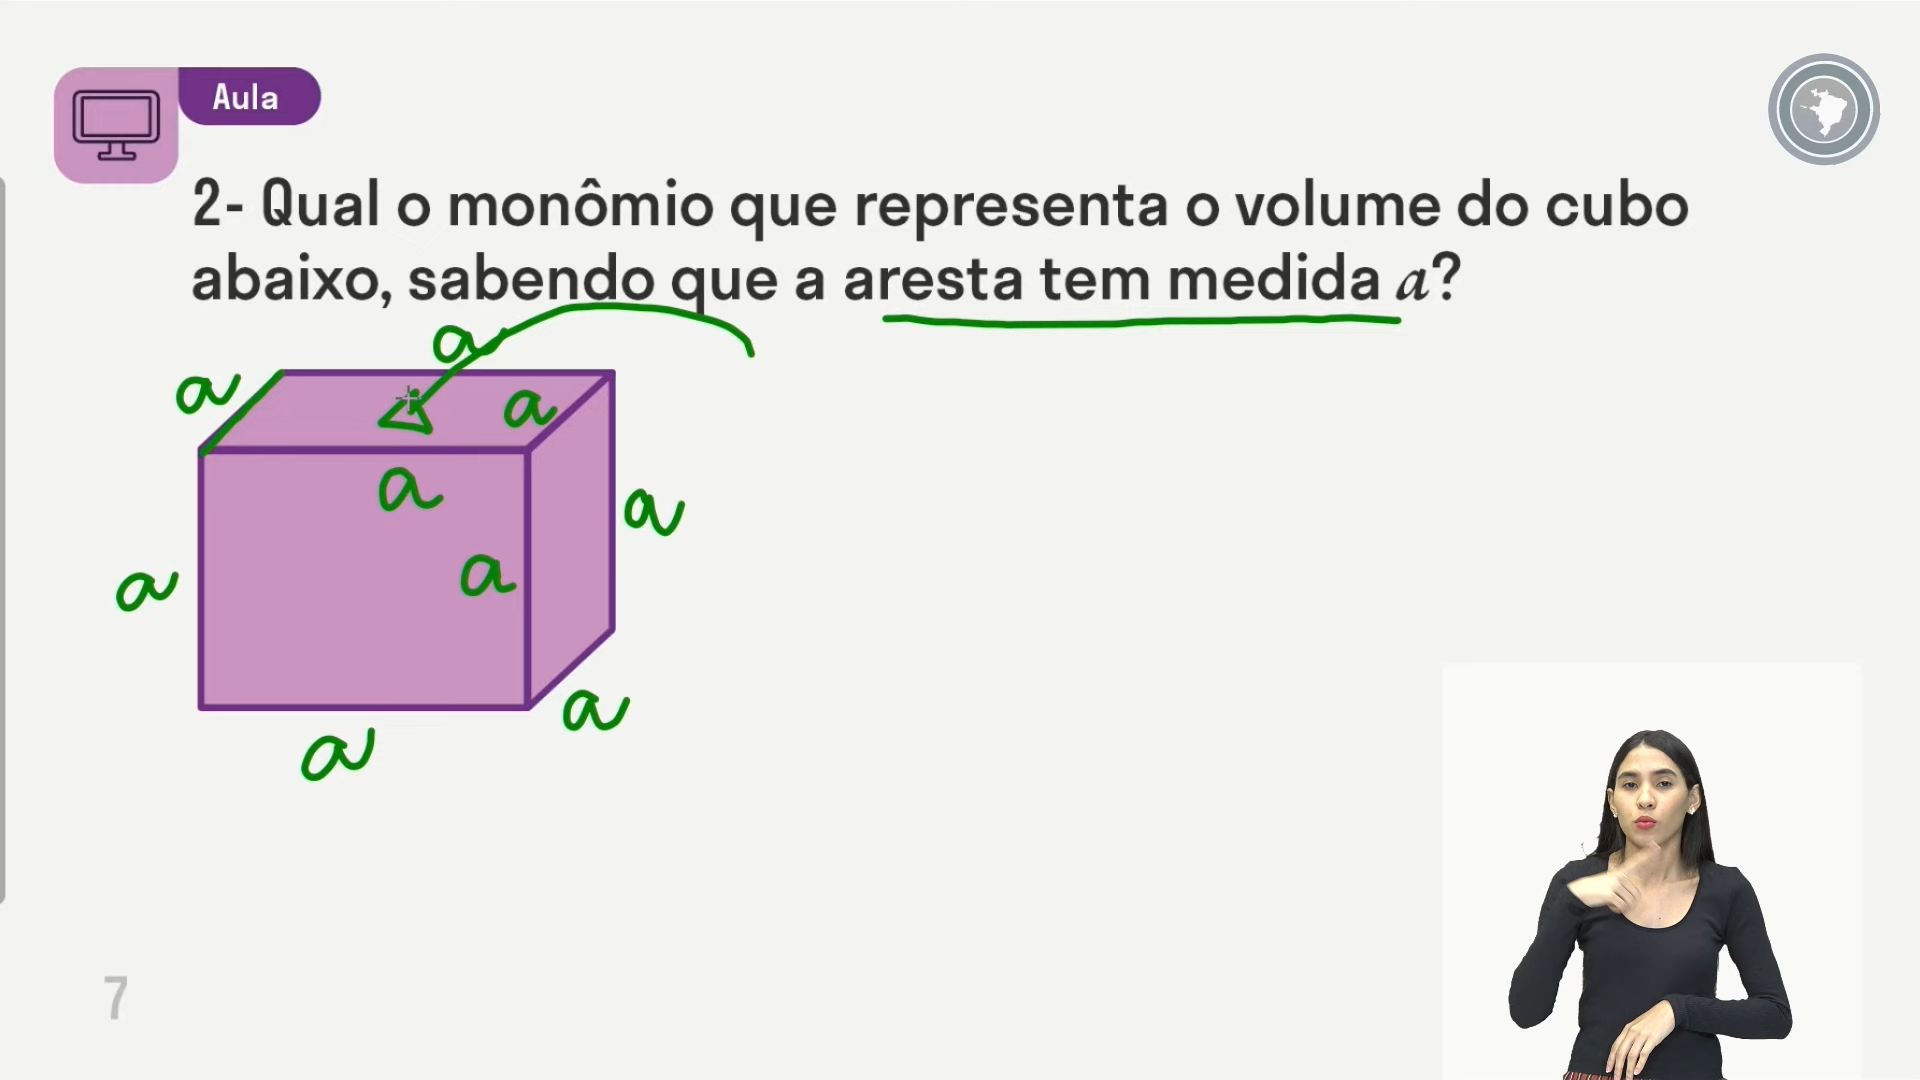 Aula
2- Qual o monômio que representa o volume do cubo
abaixo, sabendo que a aresta tem medida a?
a
a
a
a
a
a
a
a
a
7